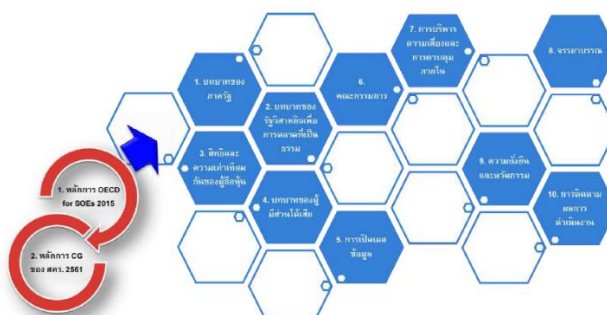 1. หลักการ OECD
for SOEs 2015
2. หลักการ CG
ของ สคร. 2561
1. บทบาทของ
ภาครัฐ
2. บทบาทของ
รัฐวิสาหกิจเพื่อ
การตลาดที่เป็น
ธรรม
3. สิทธิและ
ความเท่าเทียม
กันของผู้ถือหุ้น
4. บทบาทของผู้
มีส่วนได้เสีย
5. การเปิดเผย
ข้อมูล
6.
คณะกรรมการ
7. การบริหาร
ความเสี่ยงและ
การควบคุม
ภายใน
8. จรรยาบรรณ
9. ความยั่งยืน
และนวัตกรรม
10. การติดตาม
ผลการ
ดำเนินงาน